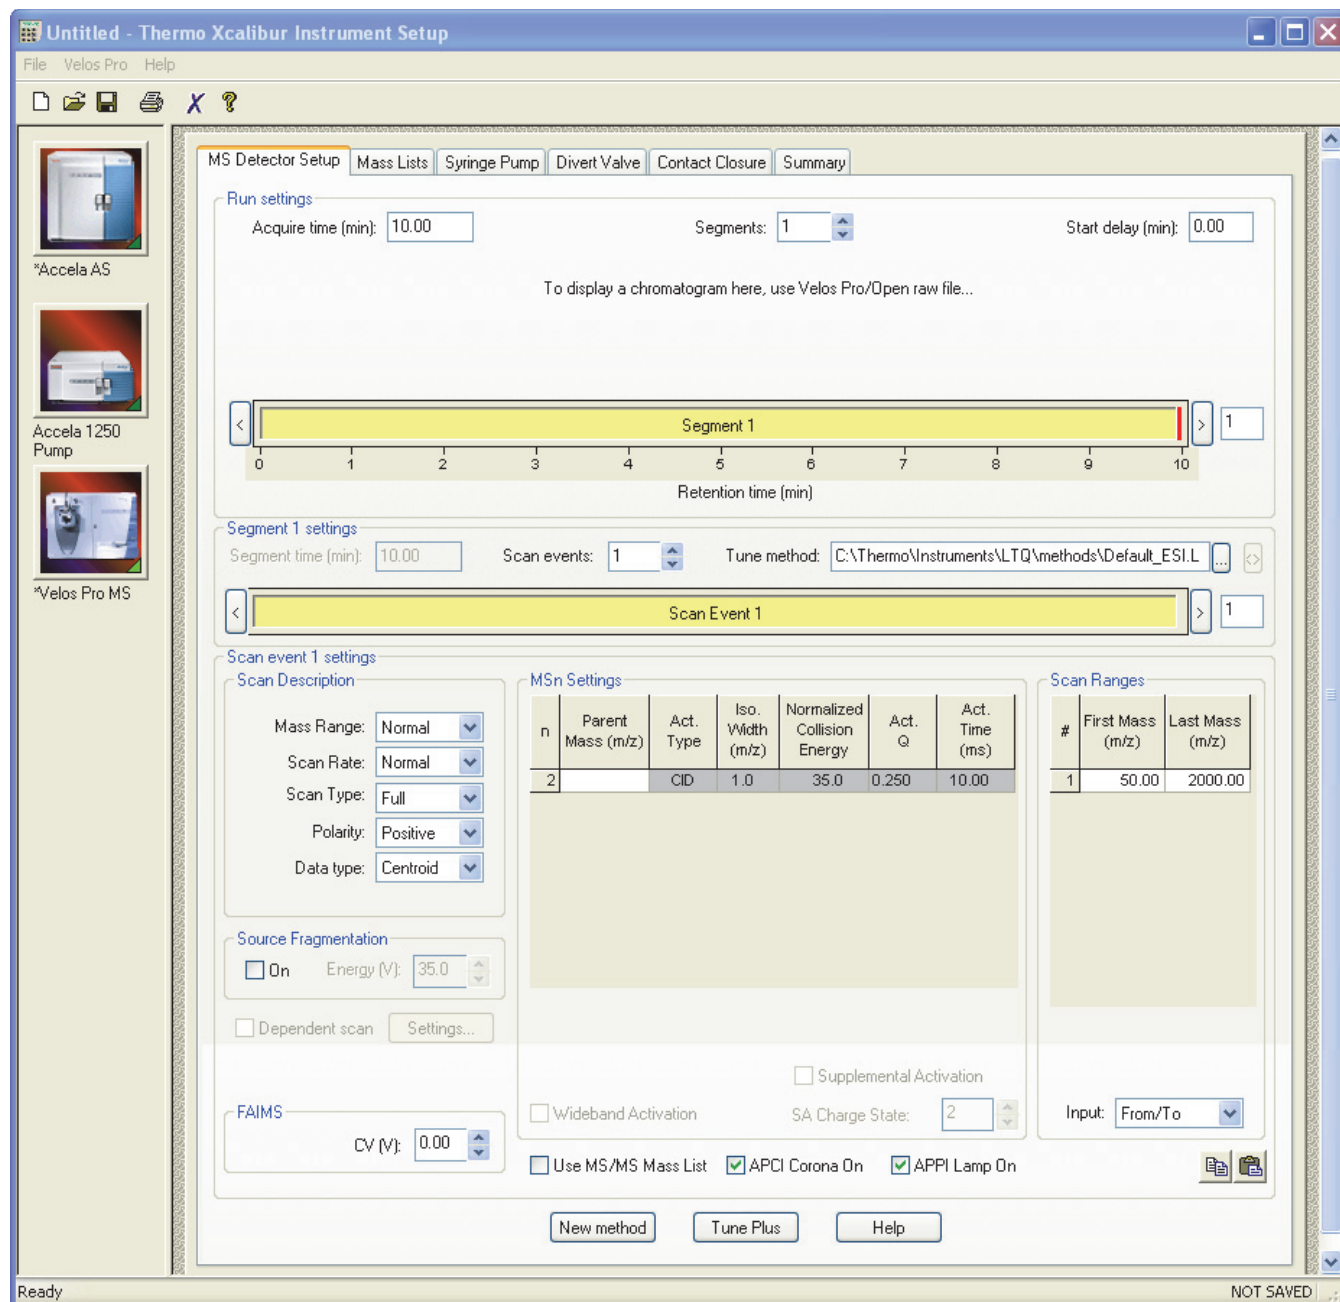 Untitled - Thermo Xcalibur Instrument Setup
File Velos Pro Help
*Accela AS
Accela 1250
Pump
*Velos Pro MS
MS Detector Setup Mass Lists Syringe Pump Divert Valve Contact Closure Summary
Run settings
Acquire time (min): 10.00 Segments: 1 Start delay (min): 0.00
To display a chromatogram here, use Velos Pro/Open raw file...
< Segment 1 > 1
0 1 2 3 4 5 6 7 8 9 10
Retention time (min)
Segment 1 settings
Segment time (min): 10.00 Scan events: 1 Tune method: C:\Thermo\Instruments\LTQ\methods\Default_ESI.L ... <>
< Scan Event 1 > 1
Scan event 1 settings
Scan Description
Mass Range: Normal
Scan Rate: Normal
Scan Type: Full
Polarity: Positive
Data type: Centroid
Source Fragmentation
On Energy (V): 35.0
Dependent scan Settings...
FAIMS
CV (V): 0.00
MSn Settings
n Parent Mass (m/z) Act. Type Iso. Width (m/z) Normalized Collision Energy Act. Q Act. Time (ms)
2 CID 1.0 35.0 0.250 10.00
Supplemental Activation
Wideband Activation SA Charge State: 2
Scan Ranges
# First Mass (m/z) Last Mass (m/z)
1 50.00 2000.00
Input: From/To
Use MS/MS Mass List APCI Corona On APPI Lamp On
New method Tune Plus Help
Ready NOT SAVED